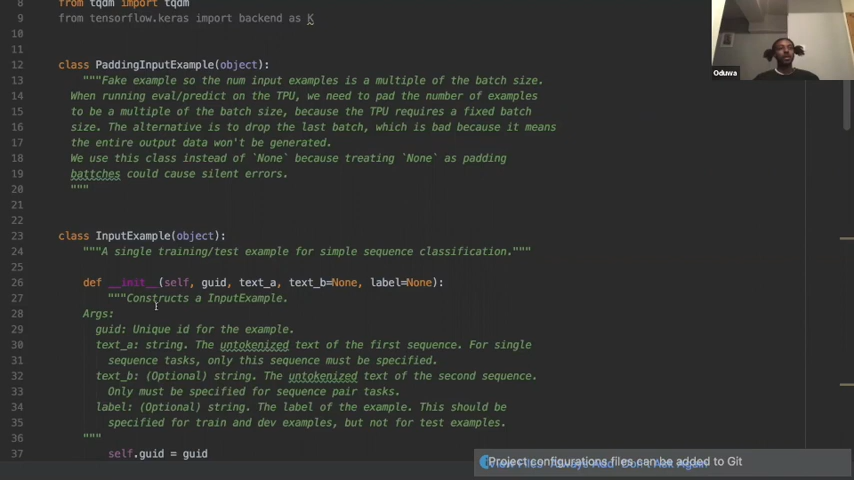 8 from tqdm import tqdm
9 from tensorflow.keras import backend as K
10
11
12 class PaddingInputExample(object):
13 """Fake example so the num input examples is a multiple of the batch size.
14 When running eval/predict on the TPU, we need to pad the number of examples
15 to be a multiple of the batch size, because the TPU requires a fixed batch
16 size. The alternative is to drop the last batch, which is bad because it means
17 the entire output data won't be generated.
18 We use this class instead of `None` because treating `None` as padding
19 battches could cause silent errors.
20 """
21
22
23 class InputExample(object):
24 """A single training/test example for simple sequence classification."""
25
26 def __init__(self, guid, text_a, text_b=None, label=None):
27 """Constructs a InputExample.
28 Args:
29 guid: Unique id for the example.
30 text_a: string. The untokenized text of the first sequence. For single
31 sequence tasks, only this sequence must be specified.
32 text_b: (Optional) string. The untokenized text of the second sequence.
33 Only must be specified for sequence pair tasks.
34 label: (Optional) string. The label of the example. This should be
35 specified for train and dev examples, but not for test examples.
36 """
37 self.guid = guid
Oduwa
Project configurations files can be added to Git
View Files Always Add Don't Ask Again